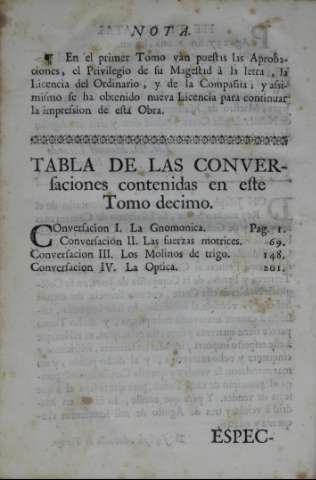 NOTA.
¶ En el primer Tomo van puestas las Aproba-
ciones, el Privilegio de su Magestad à la letra, la
Licencia del Ordinario, y de la Compañia; y assi-
mismo se ha obtenido nueva Licencia para continuar
la impression de esta Obra.
TABLA DE LAS CONVER-
saciones contenidas en este
Tomo decimo.
COnversacion I. La Gnomonica. Pag. 1.
Conversación II. Las fuerzas motrices. 69.
Conversacion III. Los Molinos de trigo. 148.
Conversacion IV. La Optica. 201.
ESPEC-